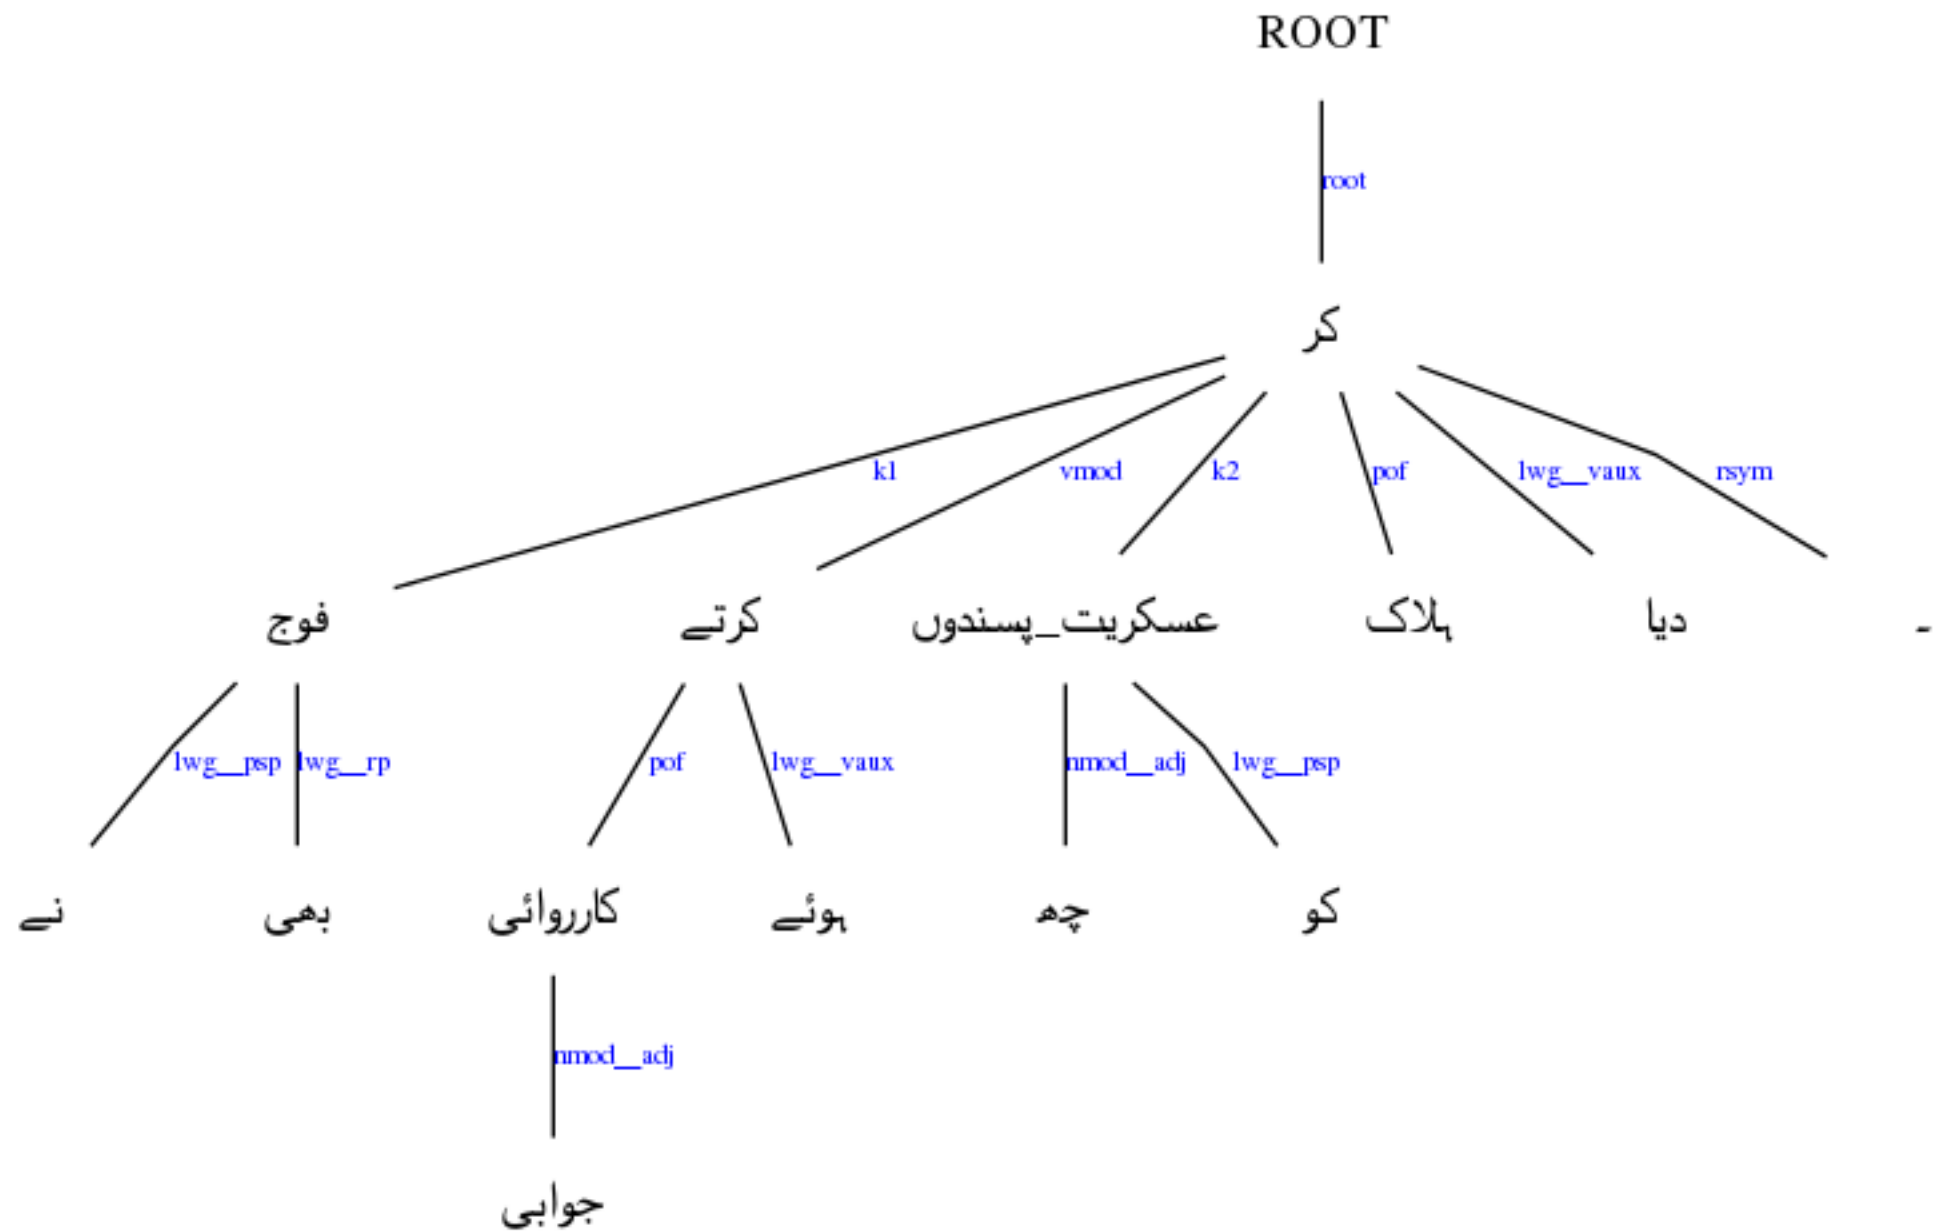 ROOT
root
کر
k1 vmod k2 pof lwg__vaux rsym
فوج کرتے عسکریت_پسندوں ہلاک دیا ۔
lwg__psp lwg__rp pof lwg__vaux nmod__adj lwg__psp
نے بھی کارروائی ہوئے چھ کو
nmod__adj
جوابی